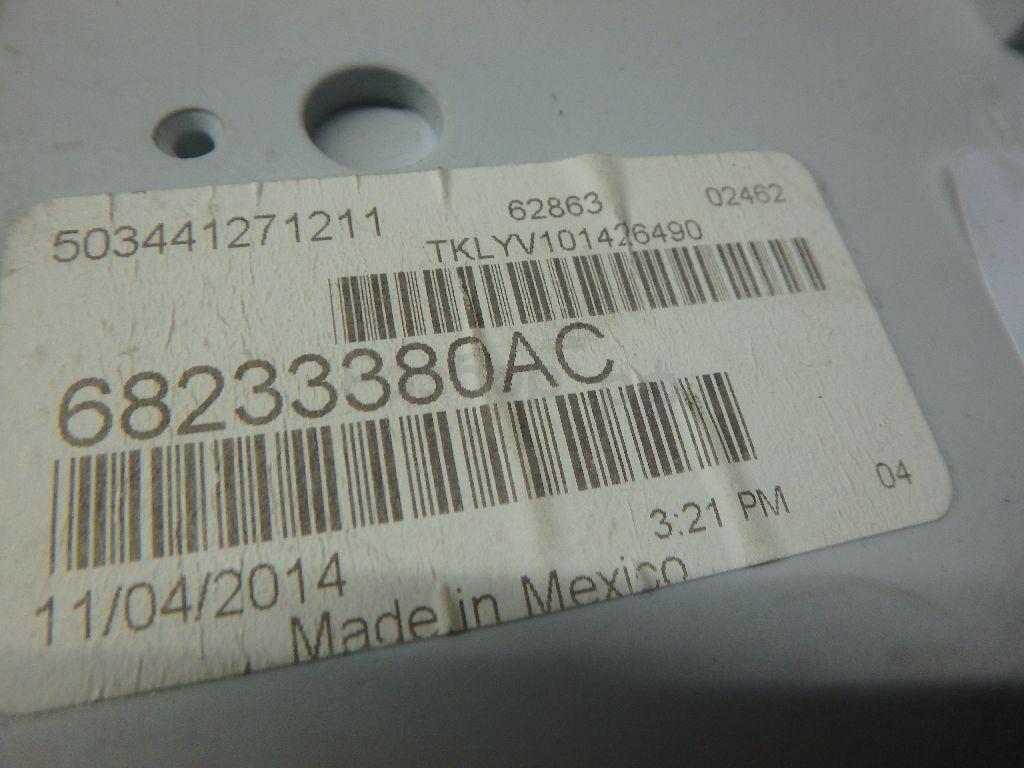 503441271211 62863 02462
TKLYV101426490
68233380AC
04
3:21 PM
11/04/2014
Made in Mexico